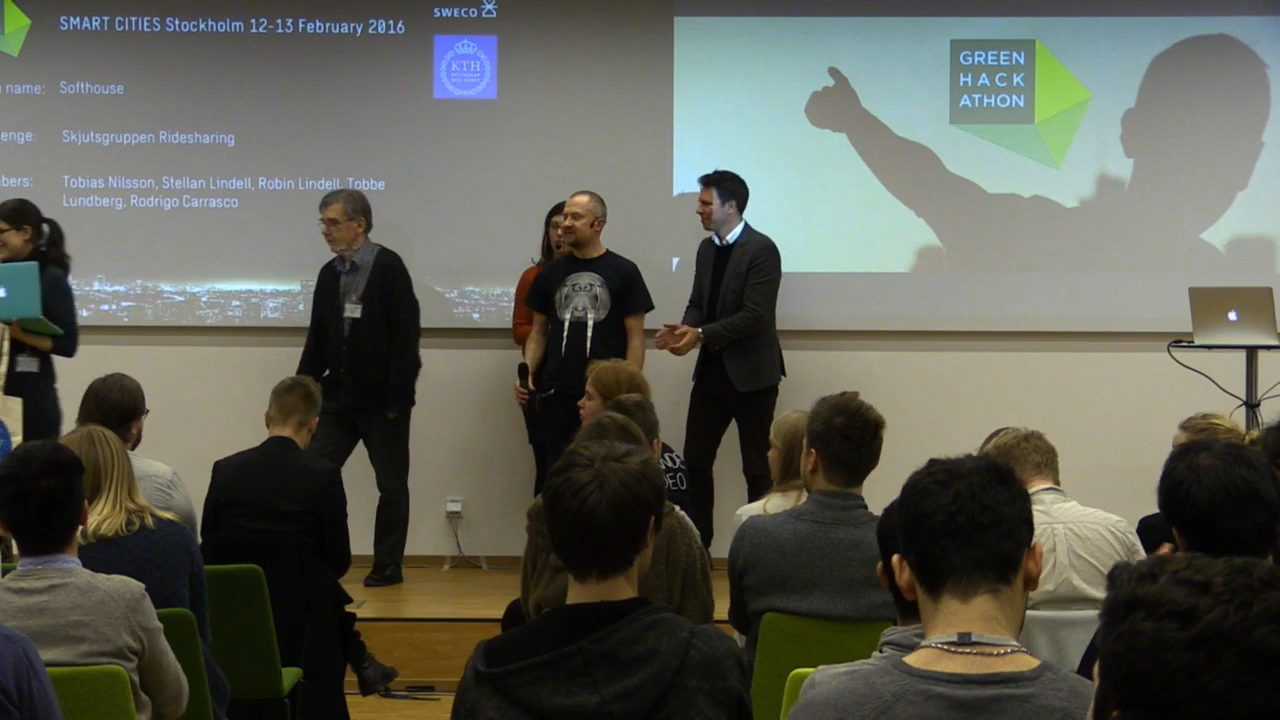 SMART CITIES Stockholm 12-13 February 2016
SWECO
KTH
name: Softhouse
enge: Skjutsgruppen Ridesharing
bers: Tobias Nilsson, Stellan Lindell, Robin Lindell, Tobbe
Lundberg, Rodrigo Carrasco
GREEN
HACK
ATHON